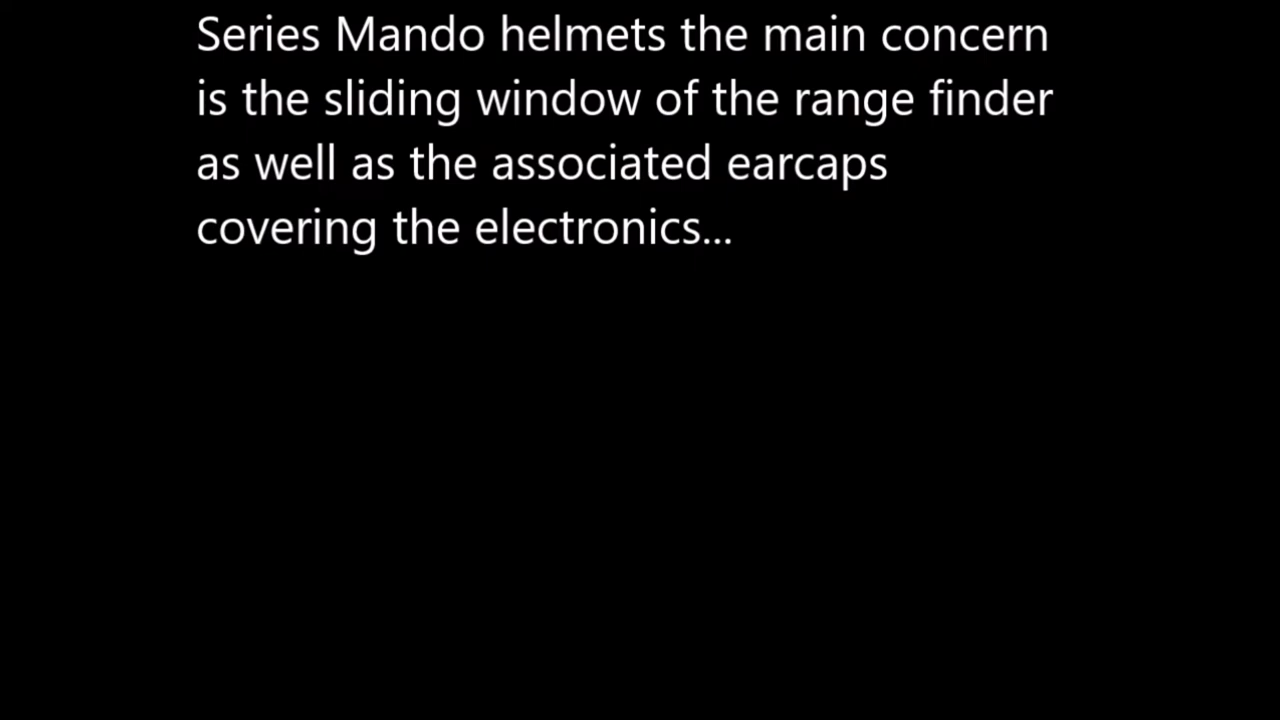 Series Mando helmets the main concern
is the sliding window of the range finder
as well as the associated earcaps
covering the electronics...